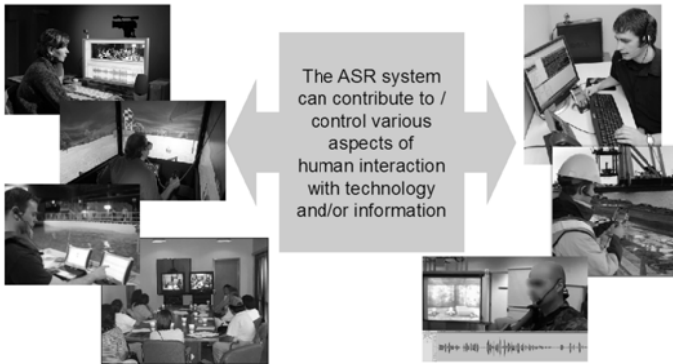 The ASR system
can contribute to /
control various
aspects of
human interaction
with technology
and/or information